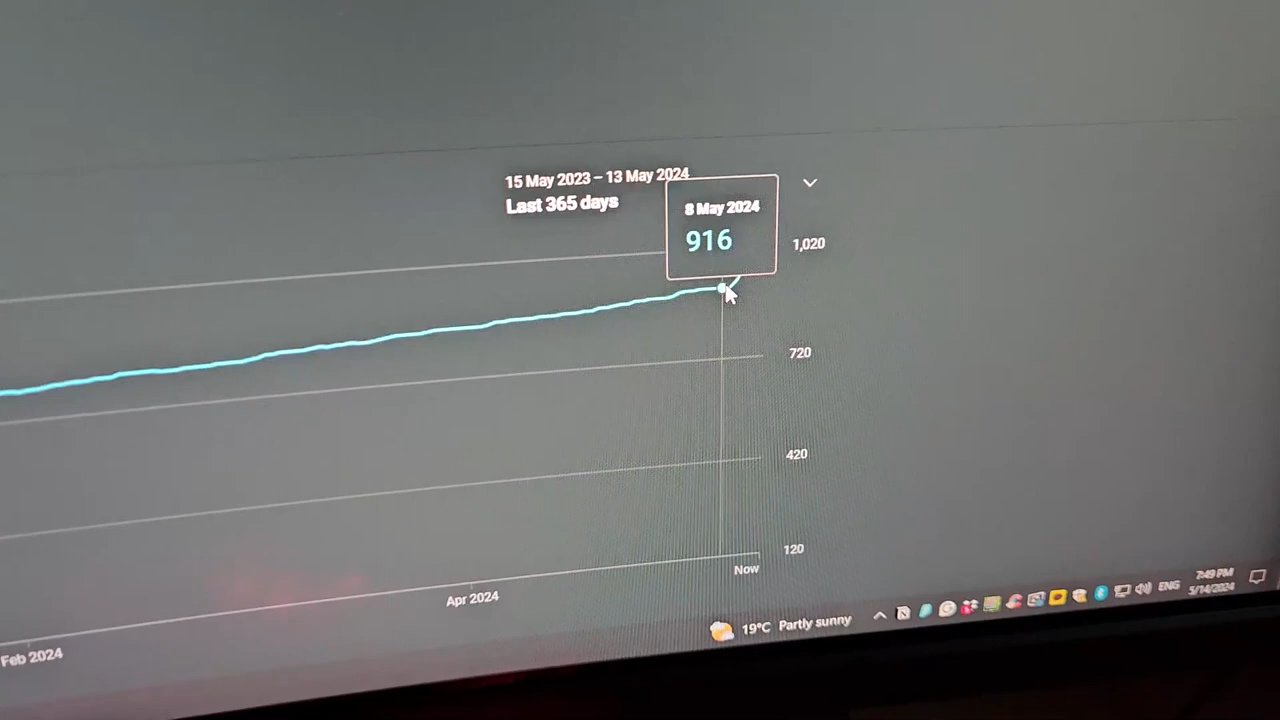 15 May 2023 – 13 May 2024
Last 365 days
8 May 2024
916
1,020
720
420
120
Now
Apr 2024
Feb 2024
19°C Partly sunny
ENG
7:49 PM
5/14/2024